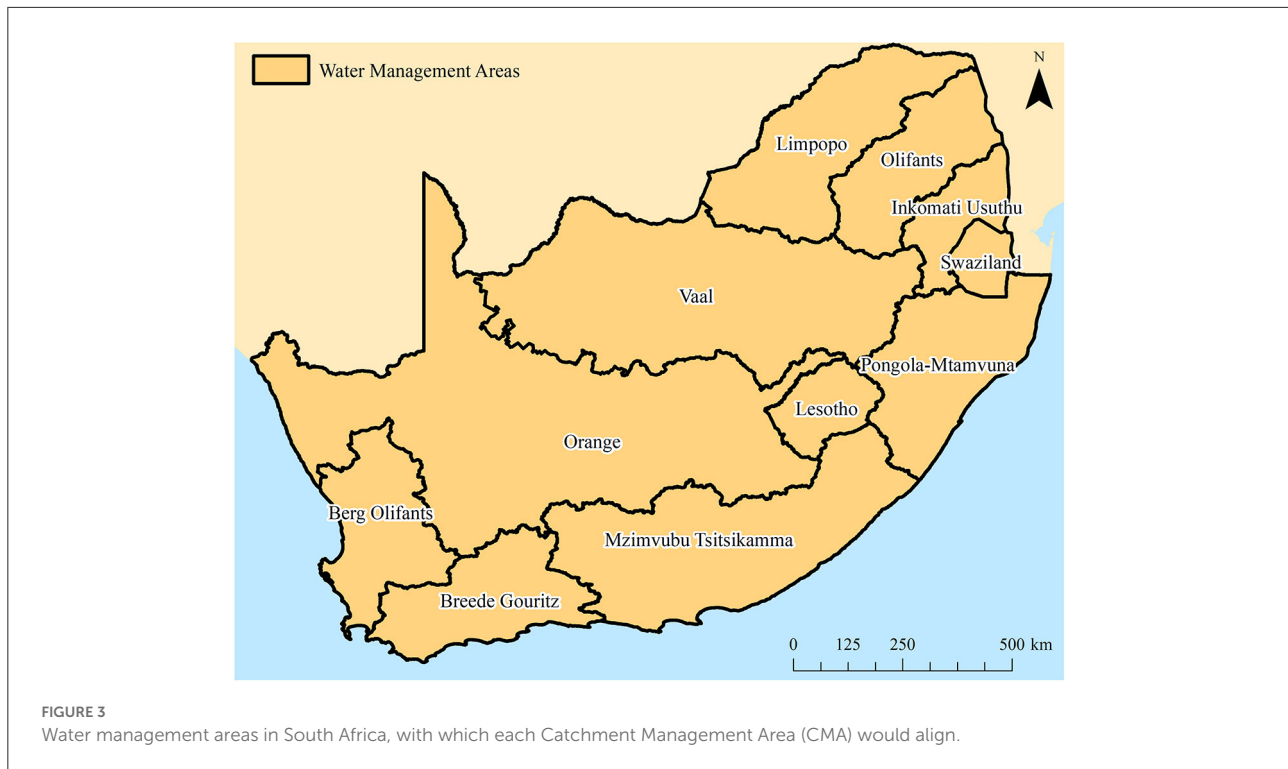 Water Management Areas
N
Limpopo
Olifants
Inkomati Usuthu
Swaziland
Vaal
Pongola-Mtamvuna
Lesotho
Orange
Berg Olifants
Mzimvubu Tsitsikamma
Breede Gouritz
0 125 250 500 km
FIGURE 3
Water management areas in South Africa, with which each Catchment Management Area (CMA) would align.